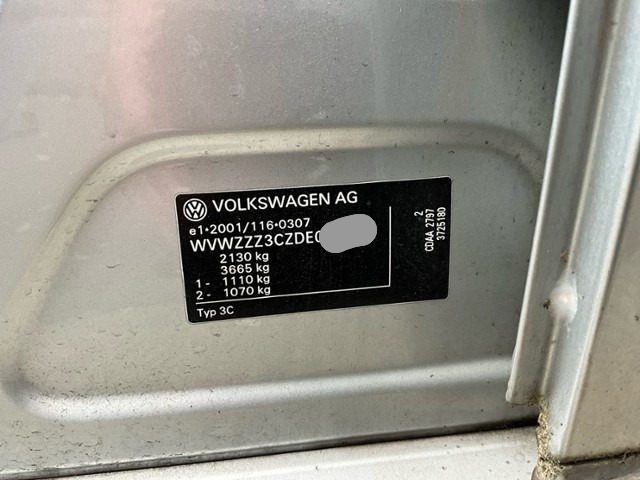 VOLKSWAGEN AG
e1*2001/116*0307
WVWZZZ3CZDE0
2130 kg
3665 kg
1 - 1110 kg
2 - 1070 kg
Typ 3C
2
CDAA 2797
3725180